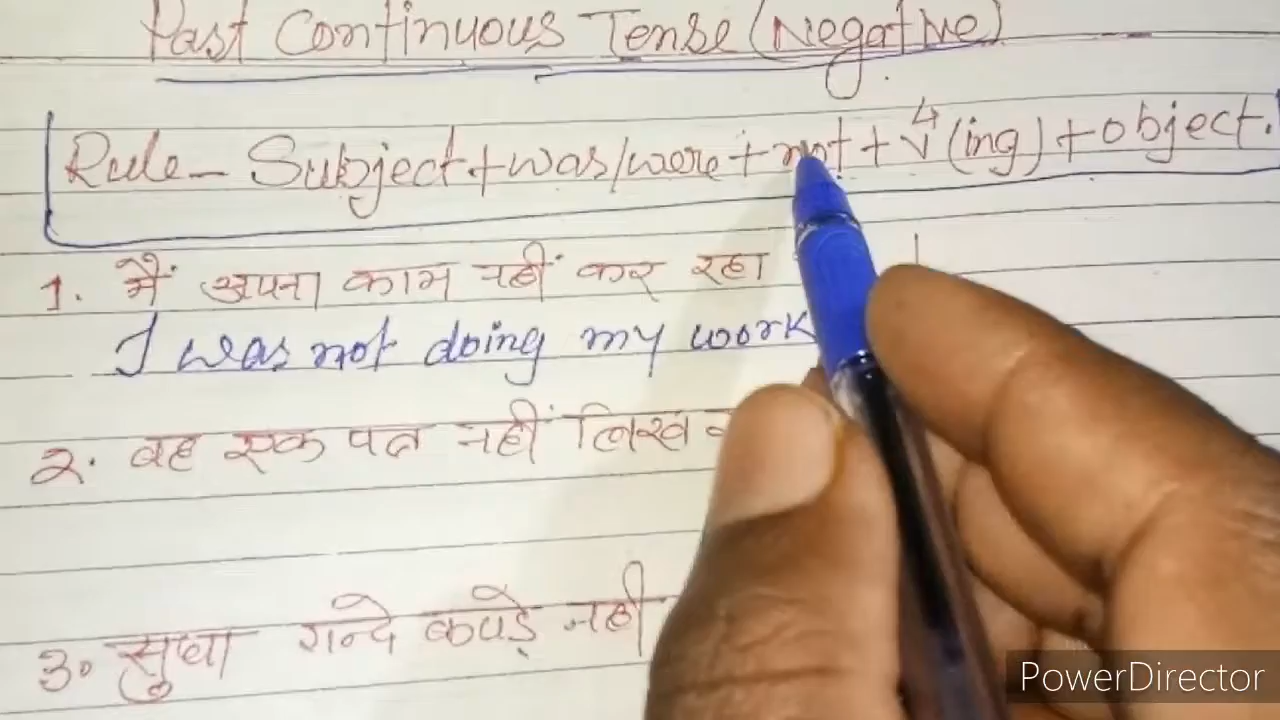 Past Continuous Tense (Negative)
Rule - Subject + was/were + not + V4 (ing) + object.
1. मैं अपना काम नहीं कर रहा
I was not doing my work
2. वह एक पत्र नहीं लिख
3. सुधा गन्दे कपड़े नहीं
PowerDirector